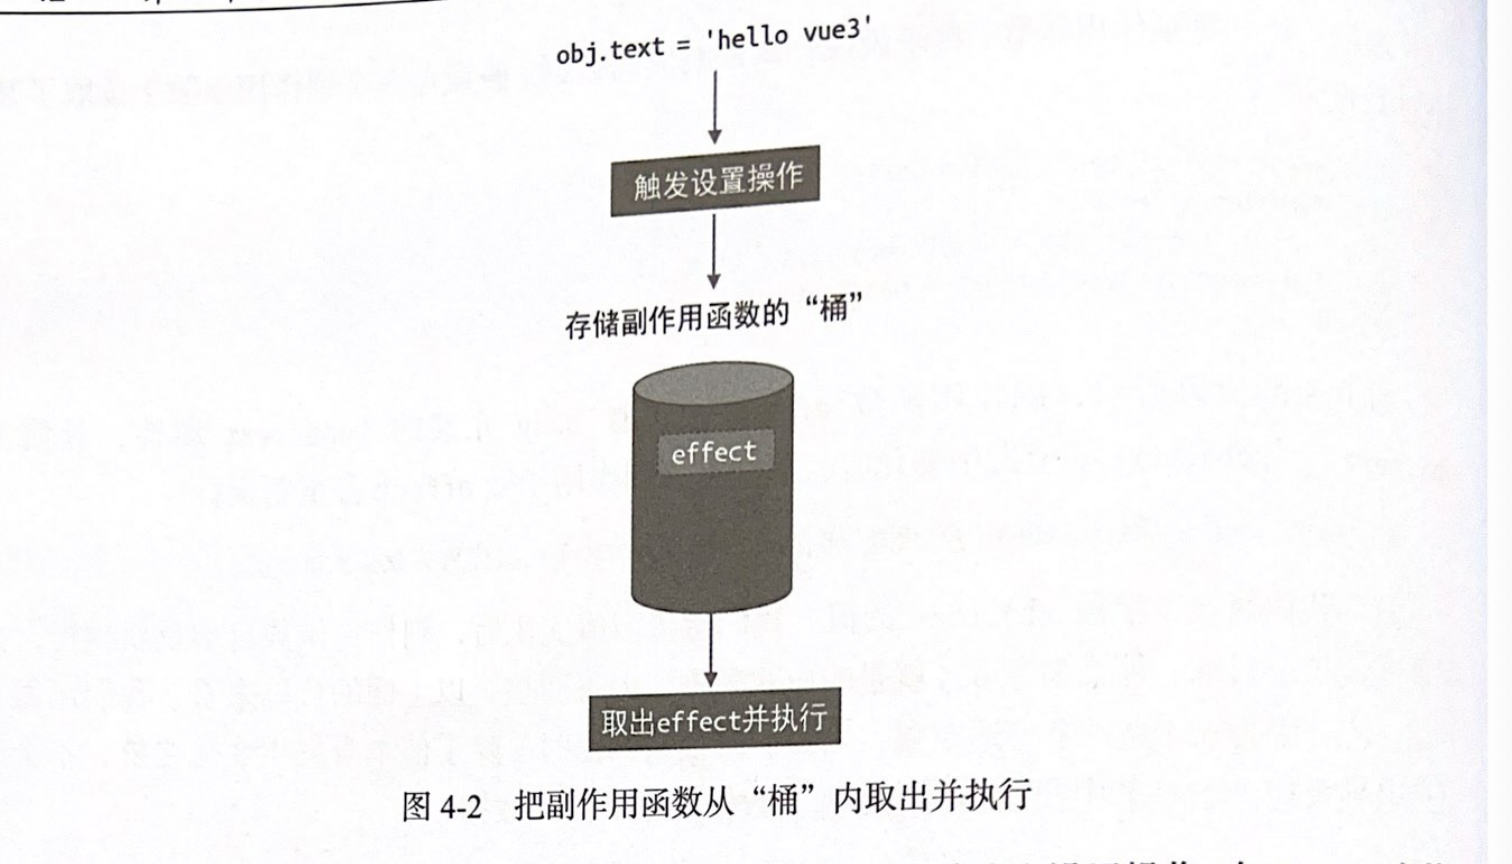 obj.text = 'hello vue3'
触发设置操作
存储副作用函数的“桶”
effect
取出effect并执行
图 4-2 把副作用函数从“桶”内取出并执行